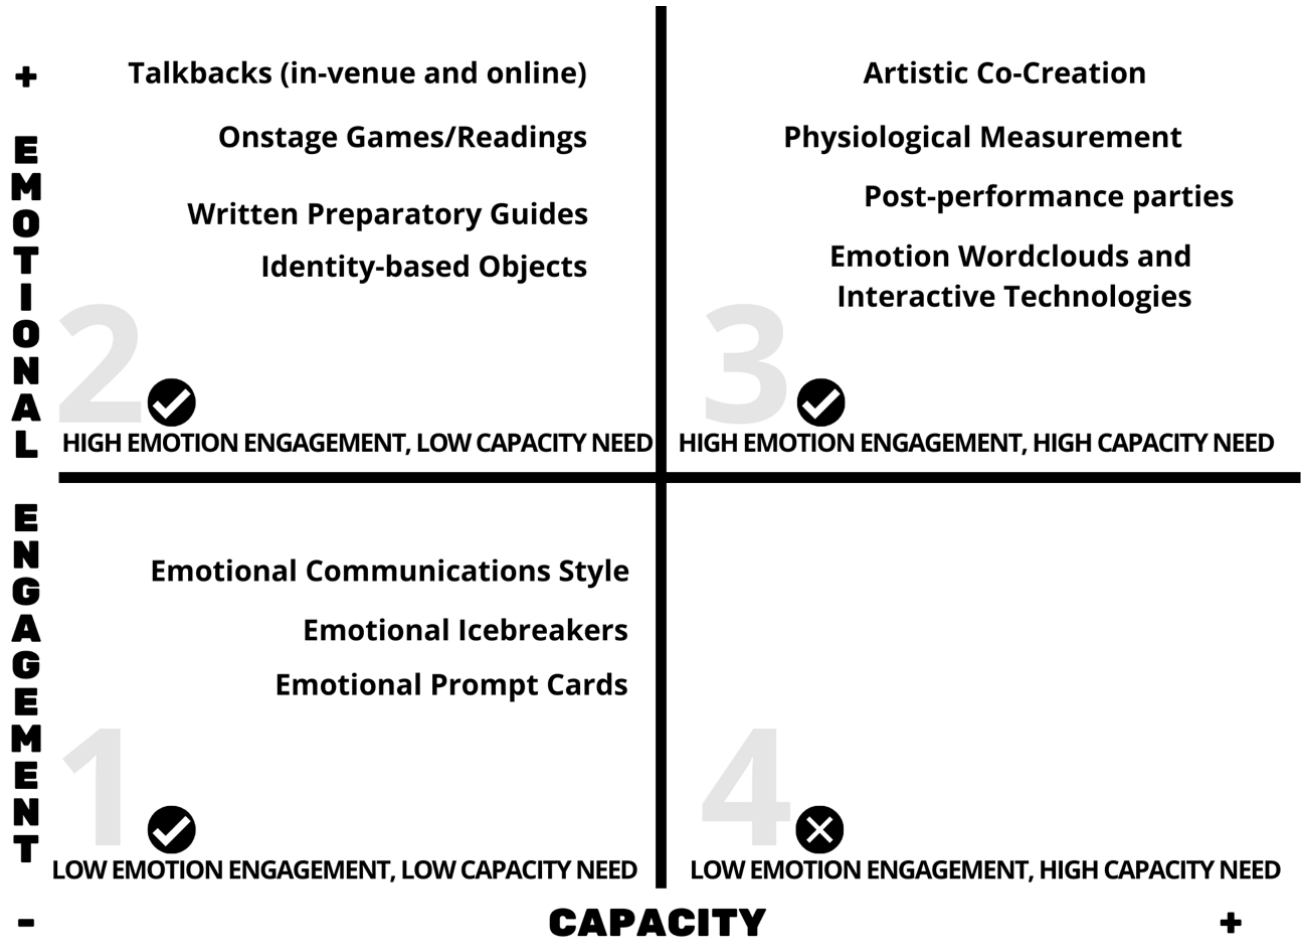 +
EMOTIONAL ENGAGEMENT
-
Talkbacks (in-venue and online)
Onstage Games/Readings
Written Preparatory Guides
Identity-based Objects
2
HIGH EMOTION ENGAGEMENT, LOW CAPACITY NEED
Artistic Co-Creation
Physiological Measurement
Post-performance parties
Emotion Wordclouds and
Interactive Technologies
3
HIGH EMOTION ENGAGEMENT, HIGH CAPACITY NEED
Emotional Communications Style
Emotional Icebreakers
Emotional Prompt Cards
1
LOW EMOTION ENGAGEMENT, LOW CAPACITY NEED
4
LOW EMOTION ENGAGEMENT, HIGH CAPACITY NEED
CAPACITY
+